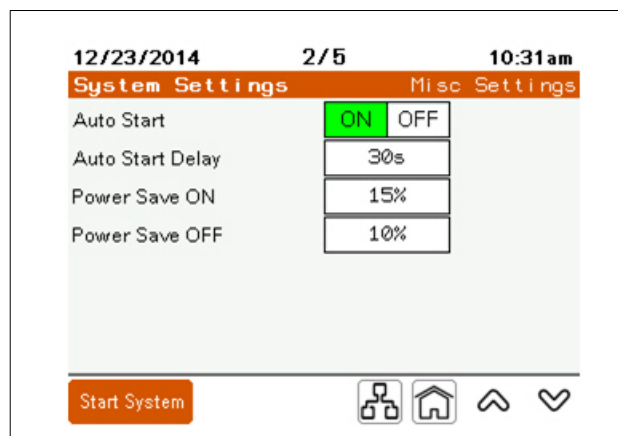 12/23/2014 2/5 10:31am
System Settings Misc Settings
Auto Start ON OFF
Auto Start Delay 30s
Power Save ON 15%
Power Save OFF 10%
Start System